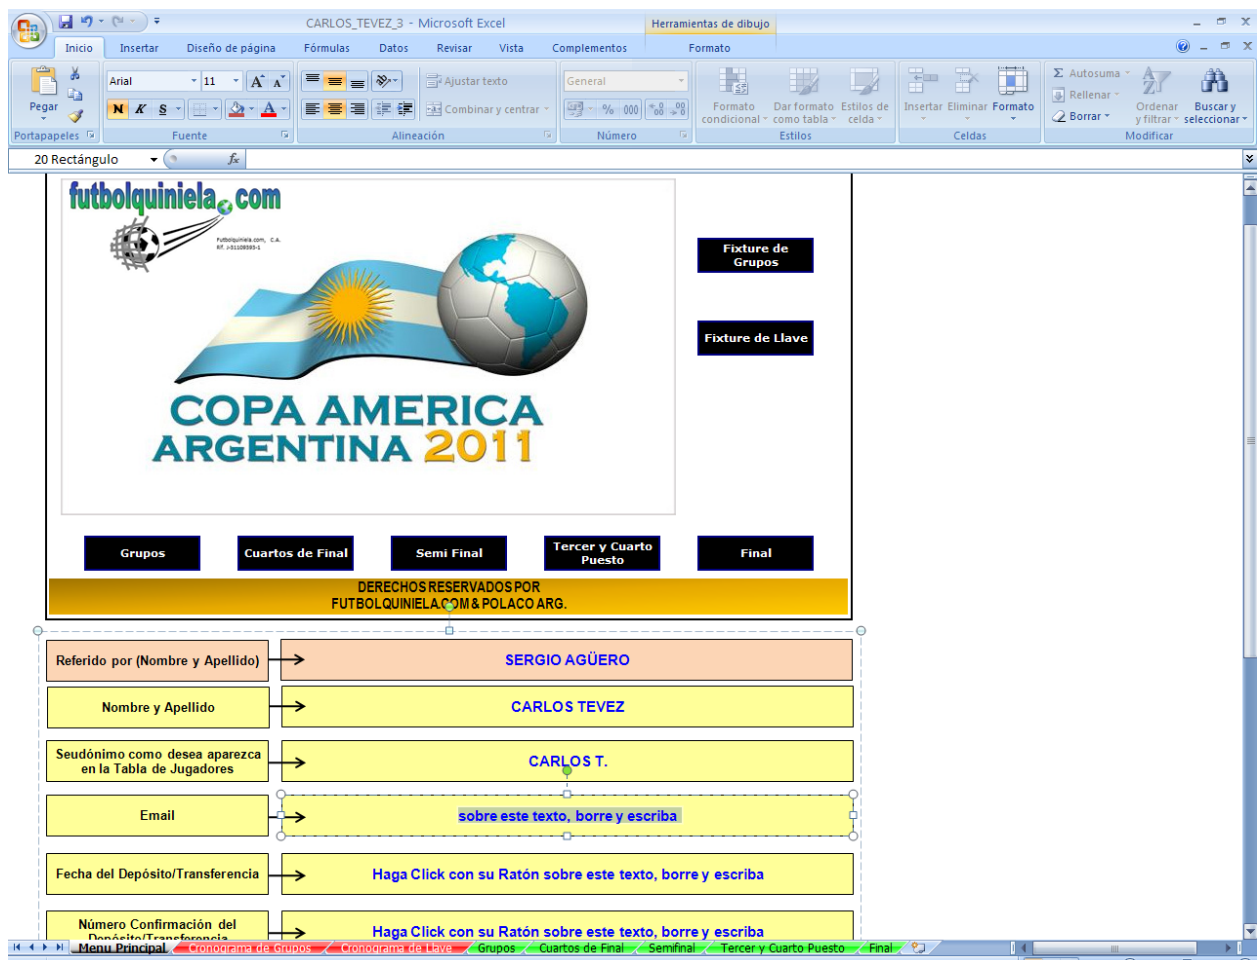 CARLOS_TEVEZ_3 - Microsoft Excel
Herramientas de dibujo
Inicio Insertar Diseño de página Fórmulas Datos Revisar Vista Complementos Formato
Pegar
Arial 11
N K S
Ajustar texto
Combinar y centrar
General
% 000
Formato condicional
Dar formato como tabla
Estilos de celda
Insertar Eliminar Formato
Σ Autosuma
Rellenar
Borrar
Ordenar y filtrar
Buscar y seleccionar
Portapapeles Fuente Alineación Número Estilos Celdas Modificar
20 Rectángulo fx
futbolquiniela.com
Futbolquiniela.com, C.A.
COPA AMERICA
ARGENTINA 2011
Fixture de
Grupos
Fixture de Llave
Grupos
Cuartos de Final
Semi Final
Tercer y Cuarto
Puesto
Final
DERECHOS RESERVADOS POR
FUTBOLQUINIELA.COM & POLACO ARG.
Referido por (Nombre y Apellido) SERGIO AGÜERO
Nombre y Apellido CARLOS TEVEZ
Seudónimo como desea aparezca
en la Tabla de Jugadores
CARLOS T.
Email sobre este texto, borre y escriba
Fecha del Depósito/Transferencia Haga Click con su Ratón sobre este texto, borre y escriba
Número Confirmación del
Depósito/Transferencia
Haga Click con su Ratón sobre este texto, borre y escriba
Menu Principal Cronograma de Grupos Cronograma de Llave Grupos Cuartos de Final Semifinal Tercer y Cuarto Puesto Final